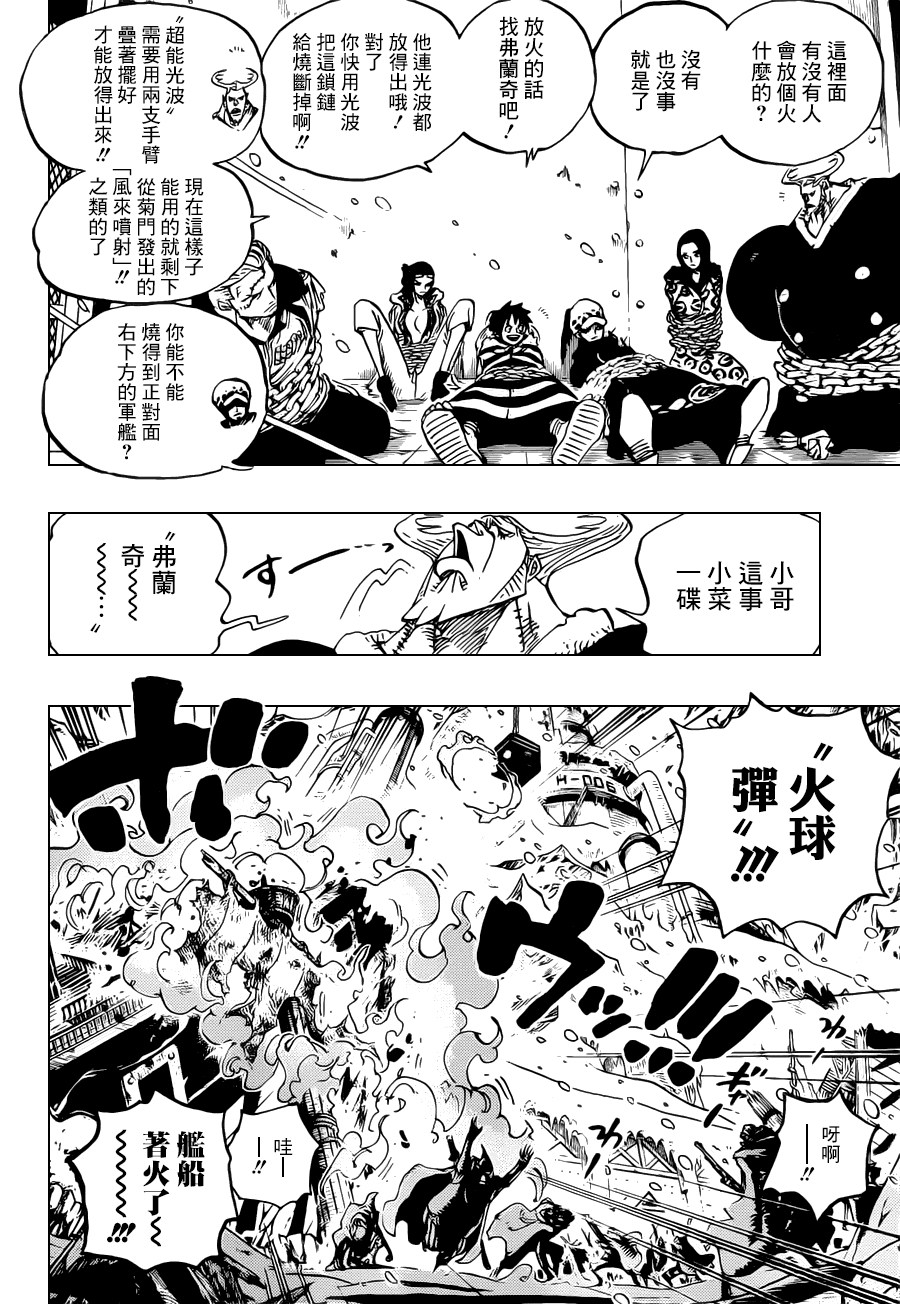 這裡面
有沒有人
會放個火
什麼的?
沒有
也沒事
就是了
放火的話
找弗蘭奇吧!
他連光波都
放得出哦!
對了
你快用光波
把這鎖鏈
給燒斷掉啊!!
〝超能光波〞
需要用兩支手臂
疊著擺好
才能放得出來!!
現在這樣子
能用的就剩下
從菊門發出的
「風來噴射」!!
之類的了
你能不能
燒得到正對面
右下方的軍艦?
小哥
這事
小菜
一碟
すーっ
〝弗蘭
奇~~~
~~~…〞
〝火球
彈〞!!!
H-006
ボ
ウッ!!!
呀啊
——!!
哇—
—!!
艦船
著火了~
~~~!!!